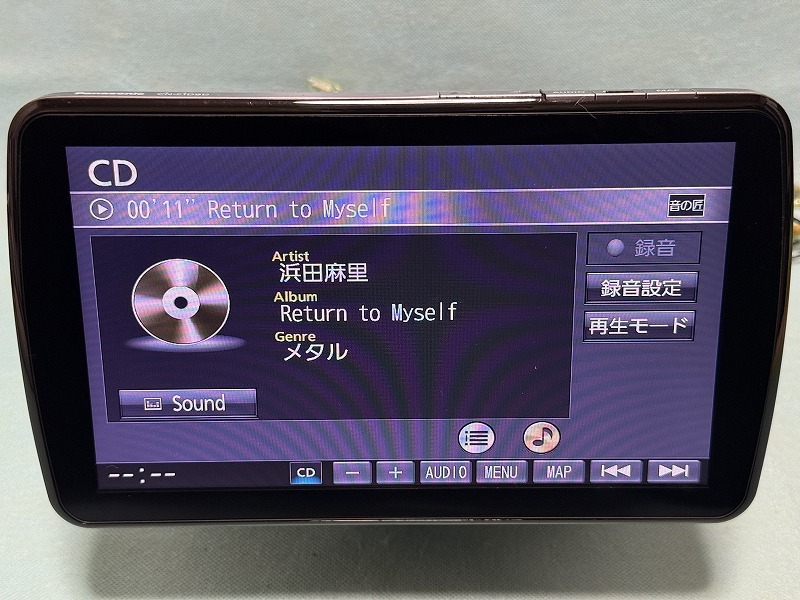 CD
00'11" Return to Myself
音の匠
録音
Artist
浜田麻里
録音設定
Album
Return to Myself
再生モード
Genre
メタル
Sound
--:--
CD
−
+
AUDIO
MENU
MAP